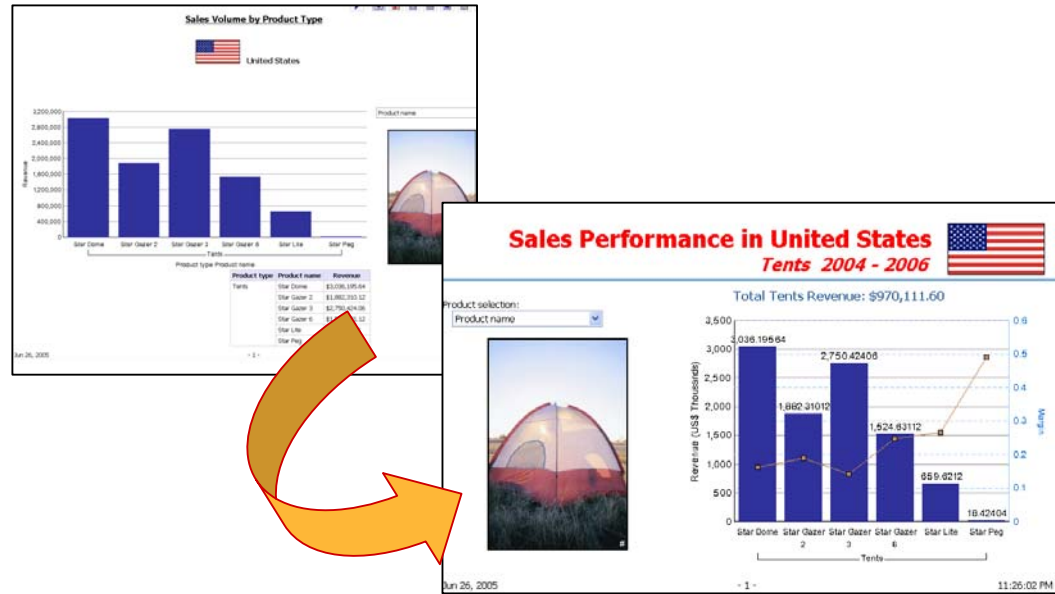 Sales Volume by Product Type
United States
3,200,000
2,800,000
2,400,000
2,000,000
1,600,000
1,200,000
800,000
400,000
0
Revenue
Star Dome Star Gazer 2 Star Gazer 3 Star Gazer 6 Star Lite Star Peg
Tents
Product type Product name
Product name
Product type Product name Revenue
Tents Star Dome $3,036,195.64
Star Gazer 2 $1,882,310.12
Star Gazer 3 $2,750,424.06
Star Gazer 6
Star Lite
Star Peg
Jun 26, 2005
- 1 -
Sales Performance in United States
Tents 2004 - 2006
Product selection:
Product name
Total Tents Revenue: $970,111.60
3,500
3,000
2,500
2,000
1,500
1,000
500
0
Revenue (US$ Thousands)
3,036.19564
1,882.31012
2,750.42406
1,524.63112
659.6212
18.42404
0.6
0.5
0.4
0.3
0.2
0.1
0
Margin
Star Dome Star Gazer 2 Star Gazer 3 Star Gazer 6 Star Lite Star Peg
Tents
Jun 26, 2005
- 1 -
11:26:02 PM